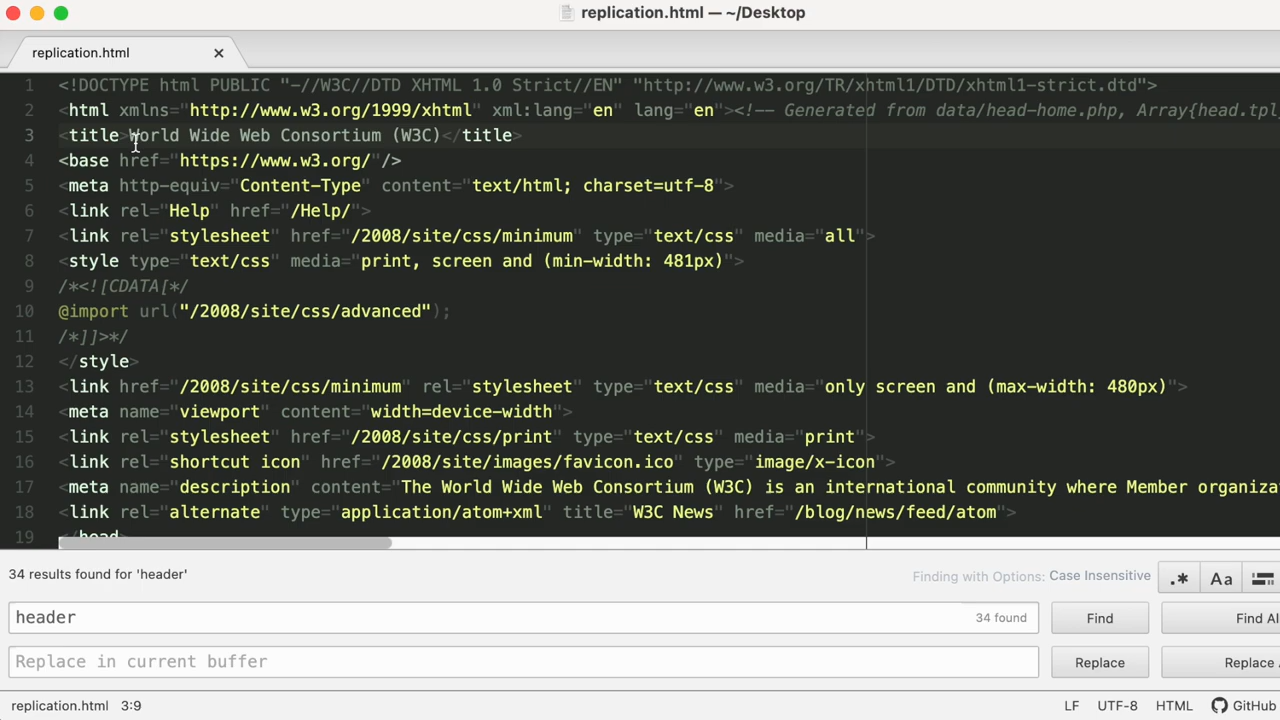 replication.html — ~/Desktop
replication.html
1 <!DOCTYPE html PUBLIC "-//W3C//DTD XHTML 1.0 Strict//EN" "http://www.w3.org/TR/xhtml1/DTD/xhtml1-strict.dtd">
2 <html xmlns="http://www.w3.org/1999/xhtml" xml:lang="en" lang="en"><!-- Generated from data/head-home.php, Array{head.tpl
3 <title>World Wide Web Consortium (W3C)</title>
4 <base href="https://www.w3.org/"/>
5 <meta http-equiv="Content-Type" content="text/html; charset=utf-8">
6 <link rel="Help" href="/Help/">
7 <link rel="stylesheet" href="/2008/site/css/minimum" type="text/css" media="all">
8 <style type="text/css" media="print, screen and (min-width: 481px)">
9 /*<![CDATA[*/
10 @import url("/2008/site/css/advanced");
11 /*]]>*/
12 </style>
13 <link href="/2008/site/css/minimum" rel="stylesheet" type="text/css" media="only screen and (max-width: 480px)">
14 <meta name="viewport" content="width=device-width">
15 <link rel="stylesheet" href="/2008/site/css/print" type="text/css" media="print">
16 <link rel="shortcut icon" href="/2008/site/images/favicon.ico" type="image/x-icon">
17 <meta name="description" content="The World Wide Web Consortium (W3C) is an international community where Member organiza
18 <link rel="alternate" type="application/atom+xml" title="W3C News" href="/blog/news/feed/atom">
19 </head>
34 results found for 'header'
Finding with Options: Case Insensitive
.* Aa
header
34 found
Find
Find Al
Replace in current buffer
Replace
Replace
replication.html 3:9
LF UTF-8 HTML GitHub